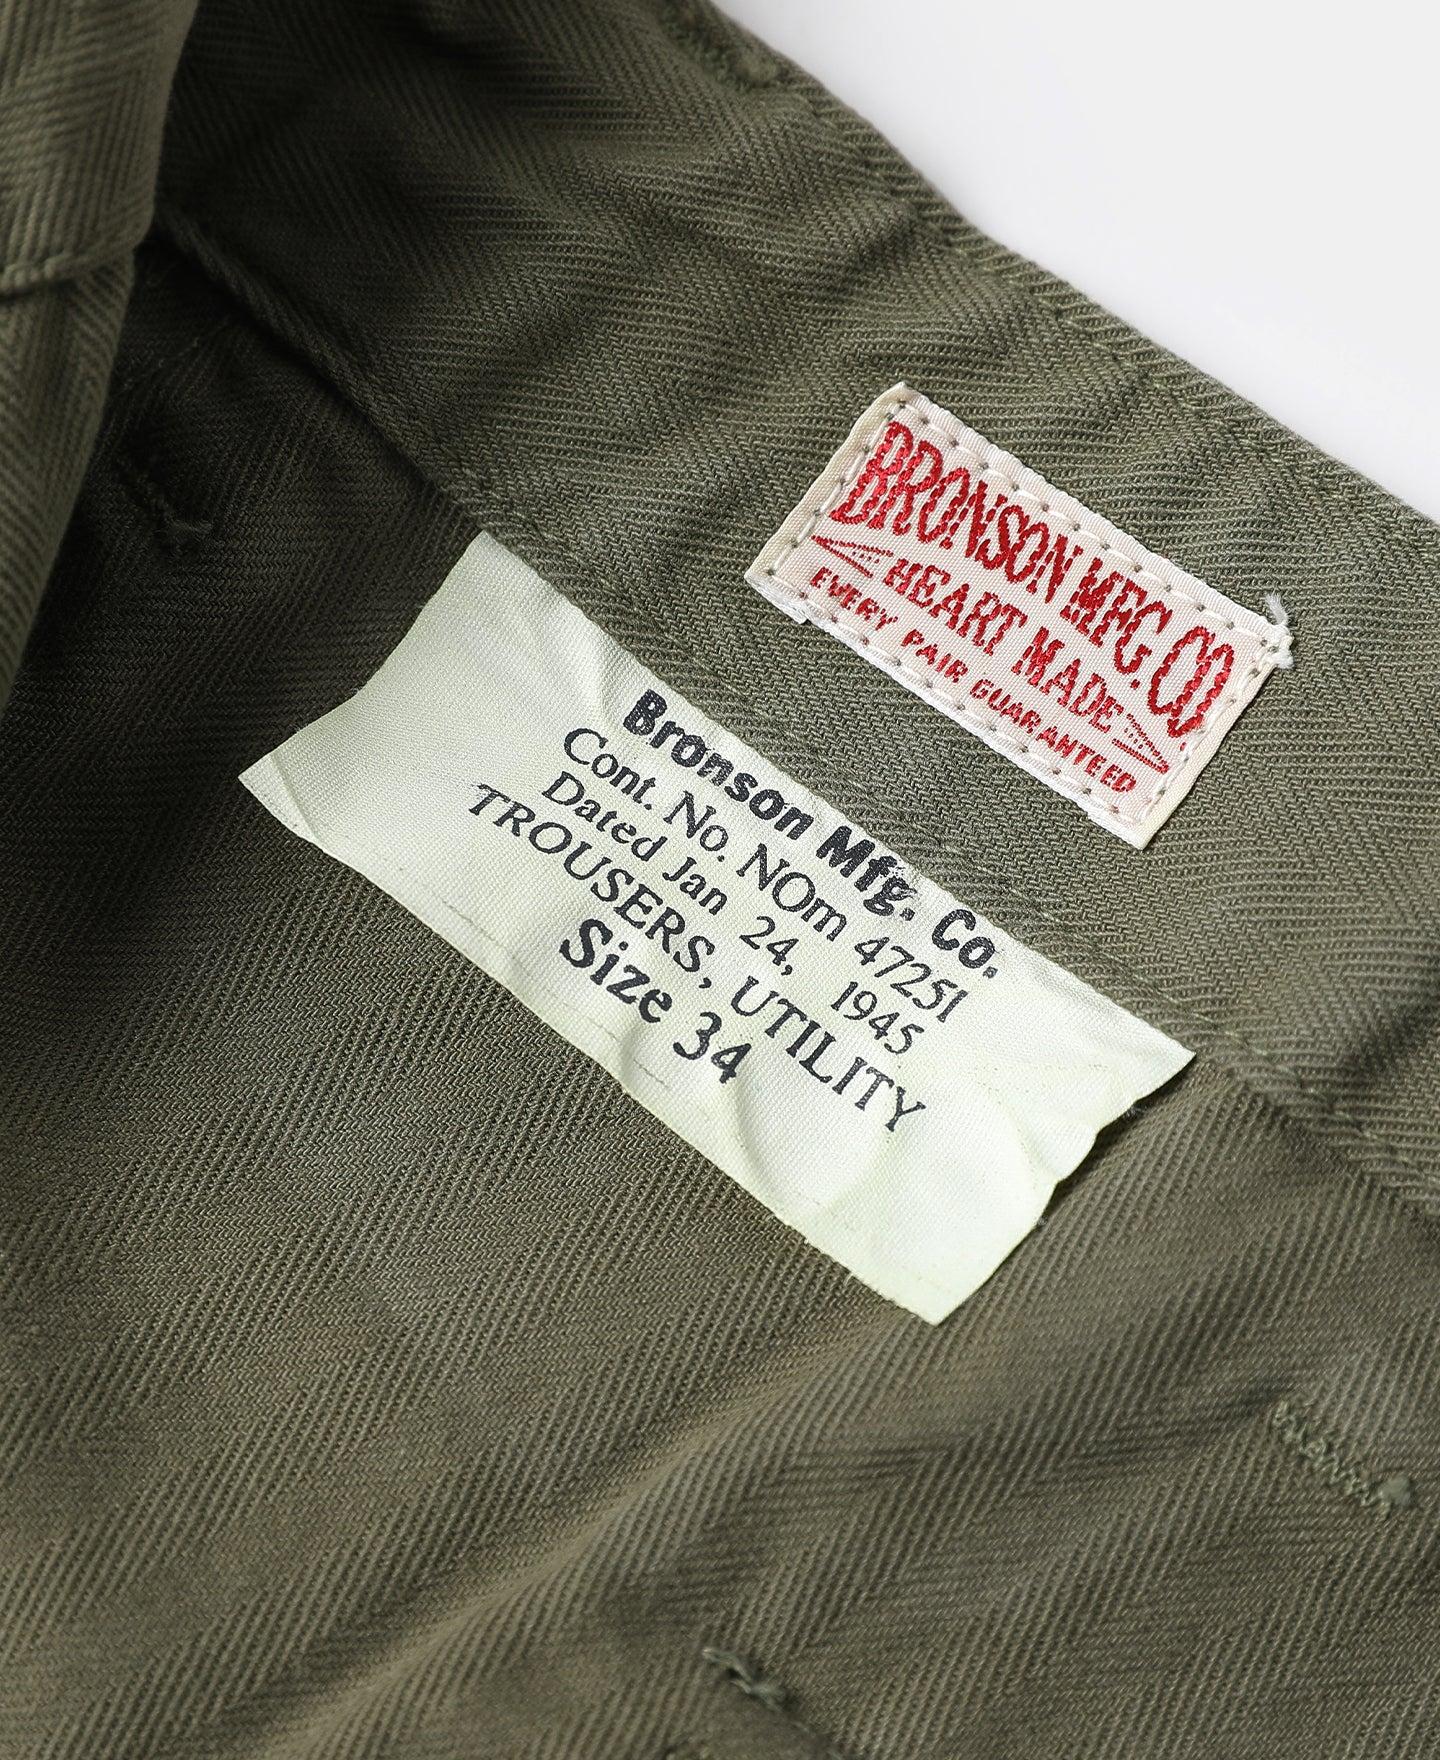 BRONSON MFG.CO.
HEART MADE
EVERY PAIR GUARANTEED
Bronson Mfg. Co.
Cont. No. NOm 47251
Dated Jan 24, 1945
TROUSERS, UTILITY
Size 34